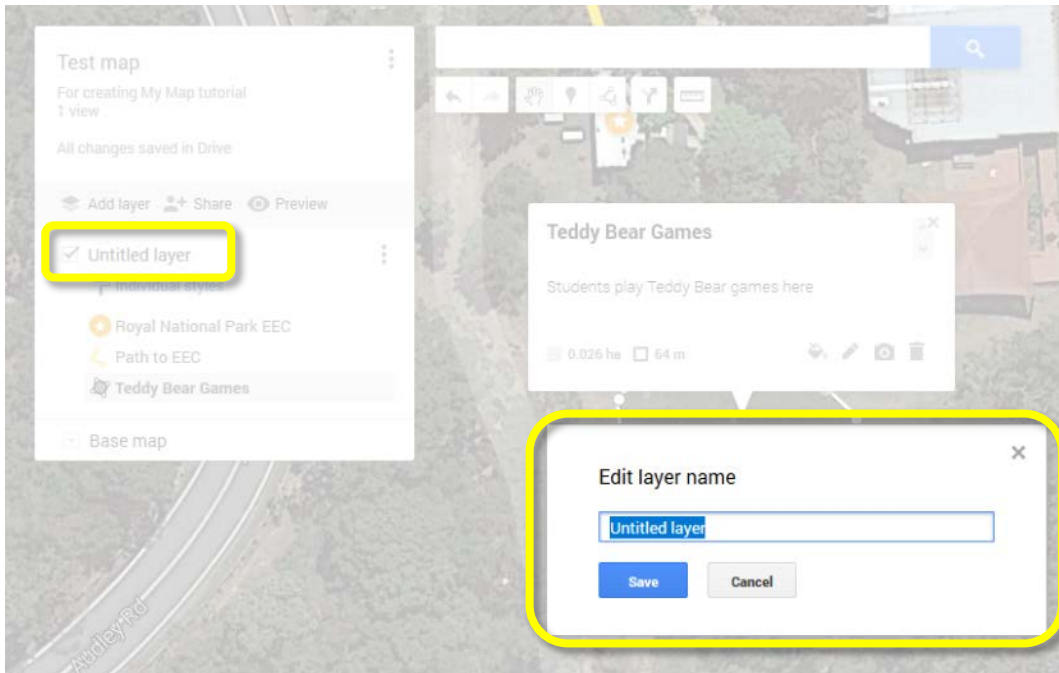 Test map
For creating My Map tutorial
1 view
All changes saved in Drive
Add layer Share Preview
Untitled layer
Individual styles
Royal National Park EEC
Path to EEC
Teddy Bear Games
Base map
Teddy Bear Games
Students play Teddy Bear games here
0.026 ha 64 m
Edit layer name
Untitled layer
Save Cancel
Audley Rd